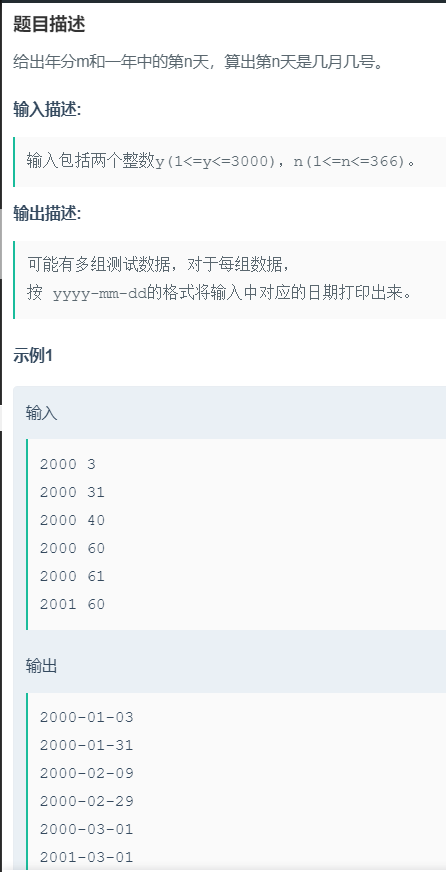 题目描述
给出年分m和一年中的第n天，算出第n天是几月几号。
输入描述:
输入包括两个整数y(1<=y<=3000)，n(1<=n<=366)。
输出描述:
可能有多组测试数据，对于每组数据，
按 yyyy-mm-dd的格式将输入中对应的日期打印出来。
示例1
输入
2000 3
2000 31
2000 40
2000 60
2000 61
2001 60
输出
2000-01-03
2000-01-31
2000-02-09
2000-02-29
2000-03-01
2001-03-01